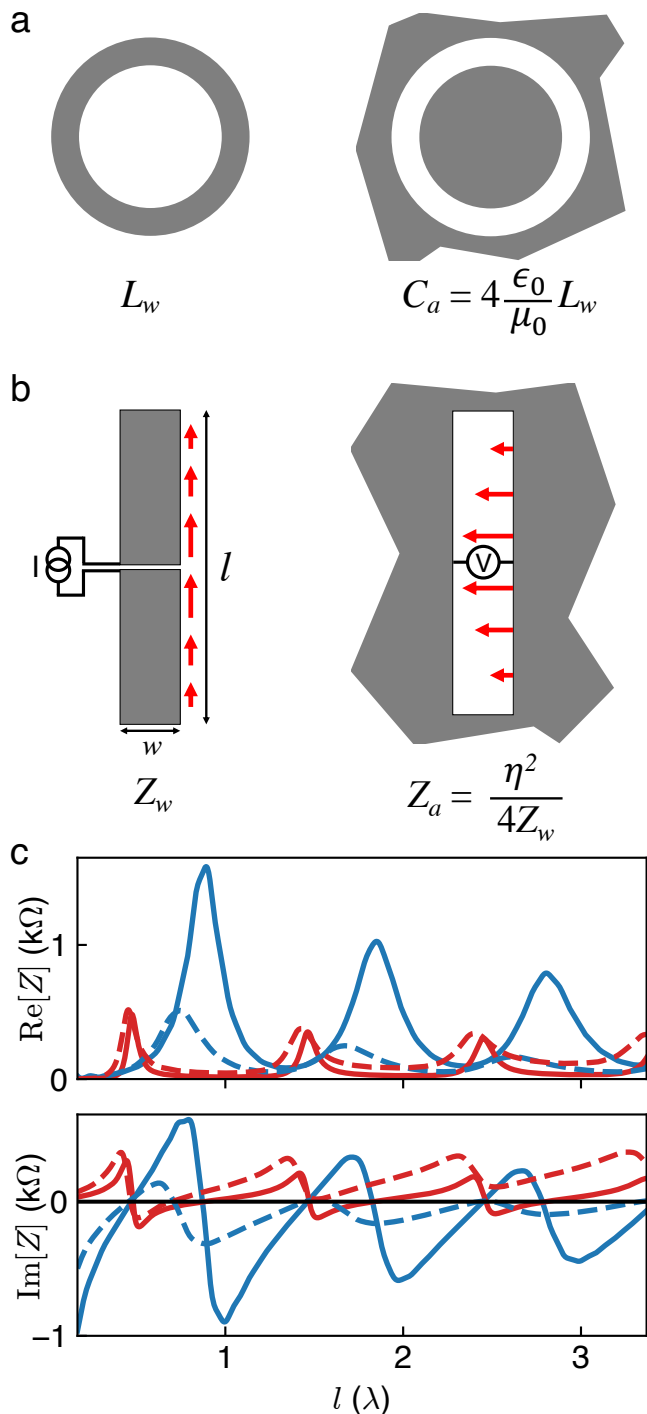 a
L_w
C_a = 4 ϵ_0/μ_0 L_w
b
I
l
V
w
Z_w
Z_a = η^2/4Z_w
c
Re[Z] (kΩ)
1
0
Im[Z] (kΩ)
0
−1
1 2 3
l (λ)